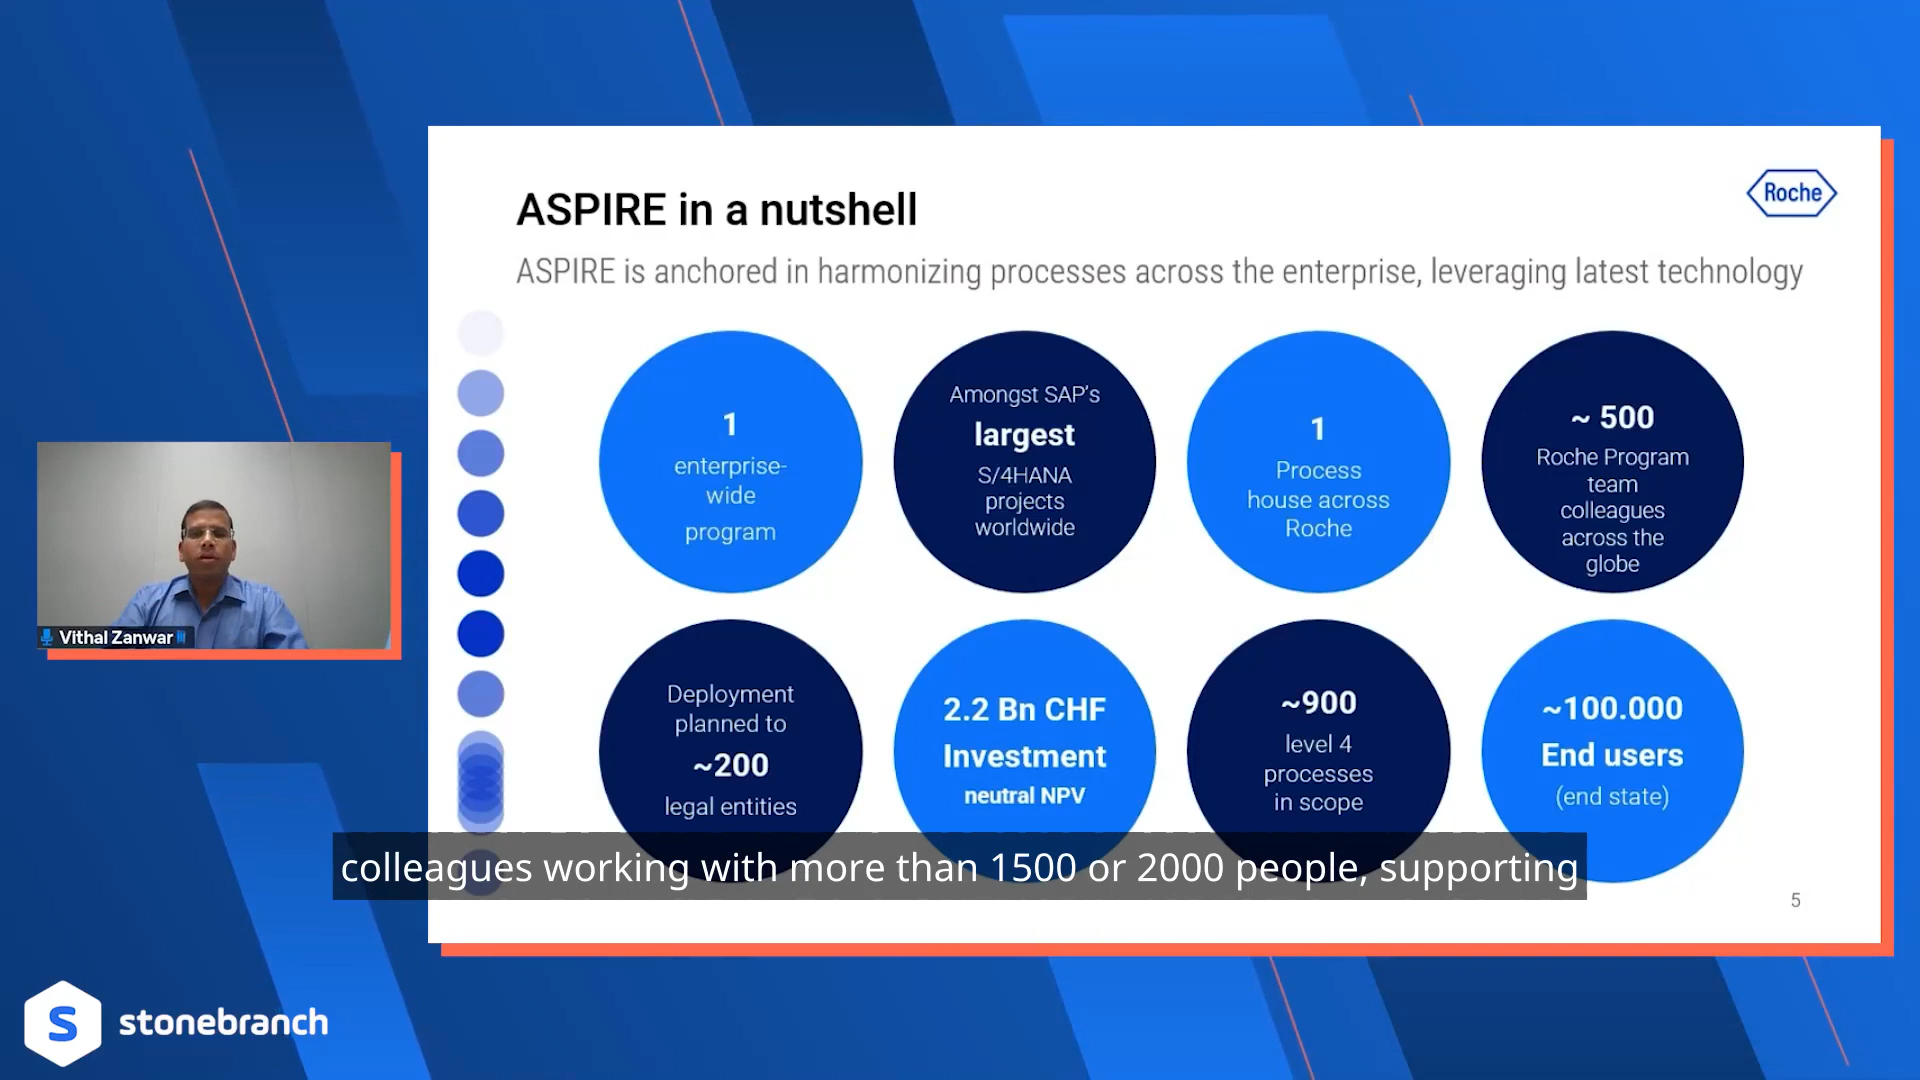 ASPIRE in a nutshell
Roche
ASPIRE is anchored in harmonizing processes across the enterprise, leveraging latest technology
1
enterprise-
wide
program
Amongst SAP's
largest
S/4HANA
projects
worldwide
1
Process
house across
Roche
~ 500
Roche Program
team
colleagues
across the
globe
Deployment
planned to
~200
legal entities
2.2 Bn CHF
Investment
neutral NPV
~900
level 4
processes
in scope
~100.000
End users
(end state)
Vithal Zanwar
colleagues working with more than 1500 or 2000 people, supporting
5
S stonebranch